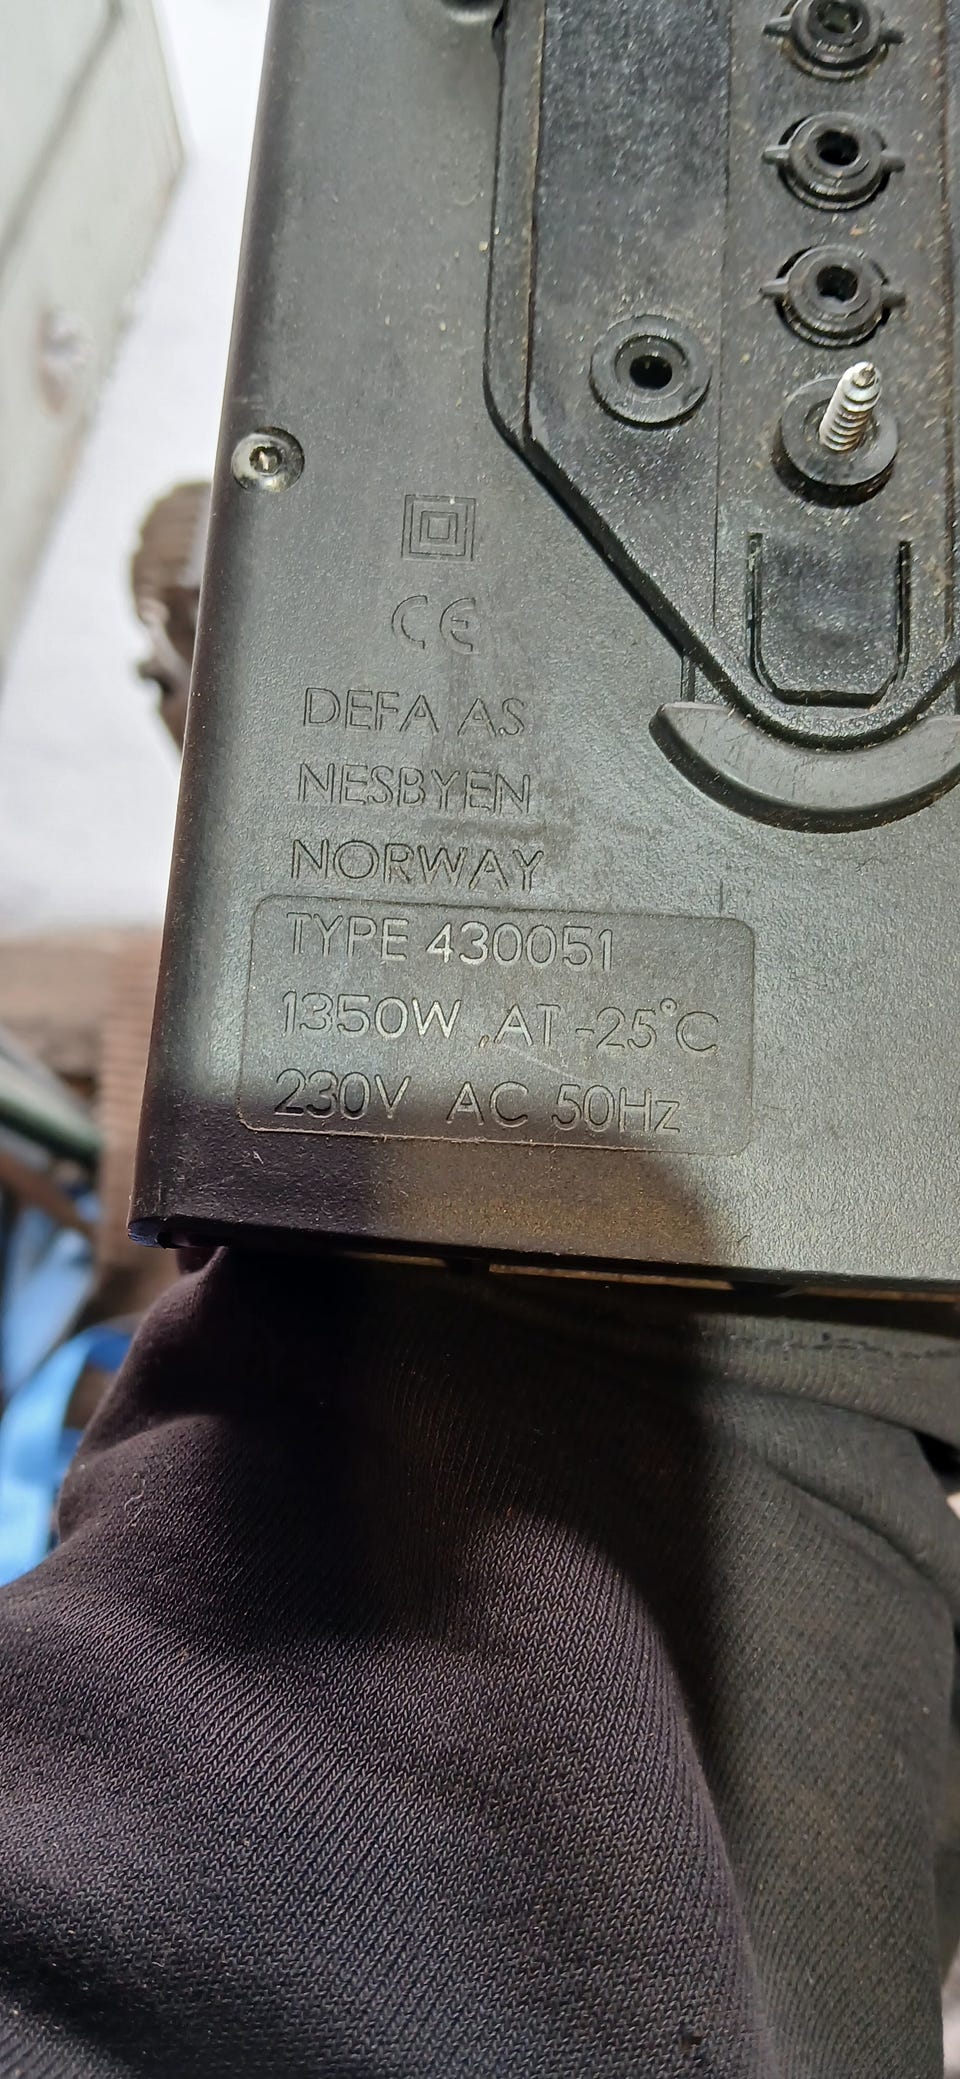 CE
DEFA AS
NESBYEN
NORWAY
TYPE 430051
1350W AT -25°C
230V AC 50Hz